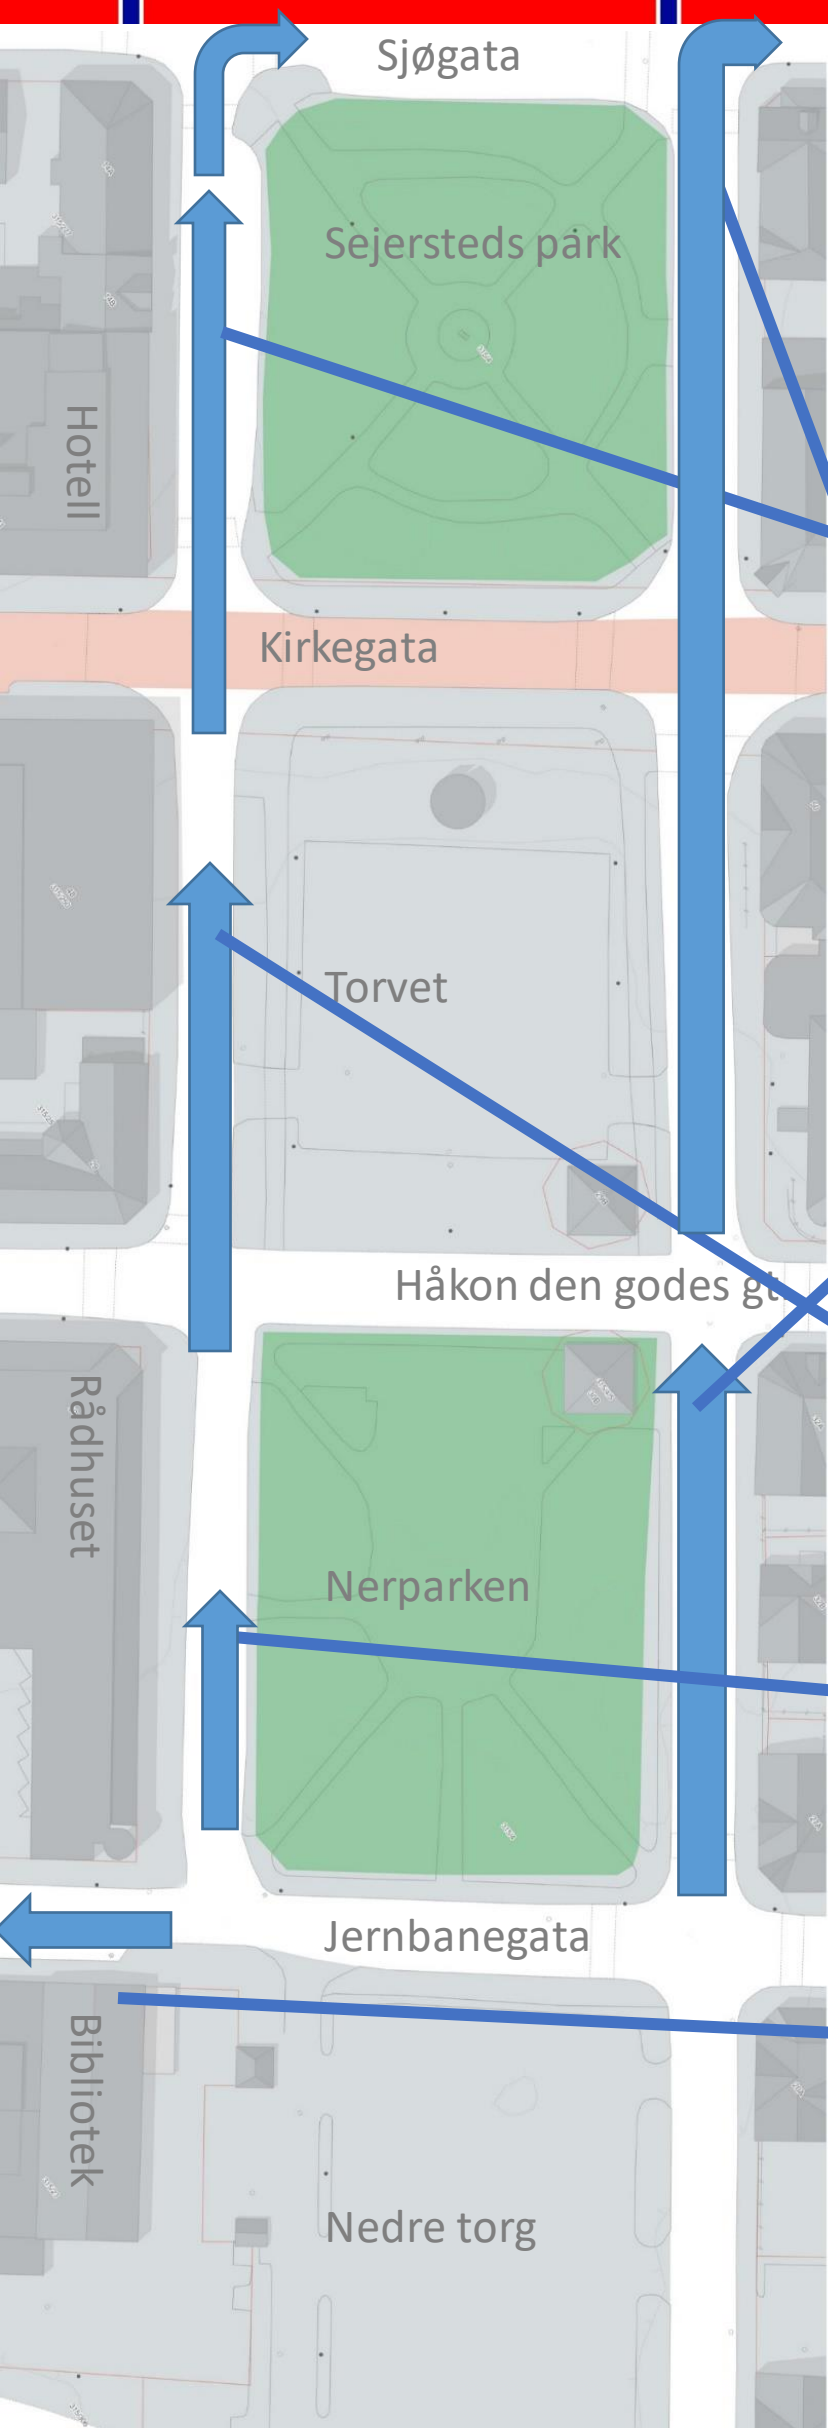 Sjøgata
Sejersteds park
Hotell
Kirkegata
Torvet
Håkon den godes gt.
Rådhuset
Nerparken
Jernbanegata
Bibliotek
Nedre torg